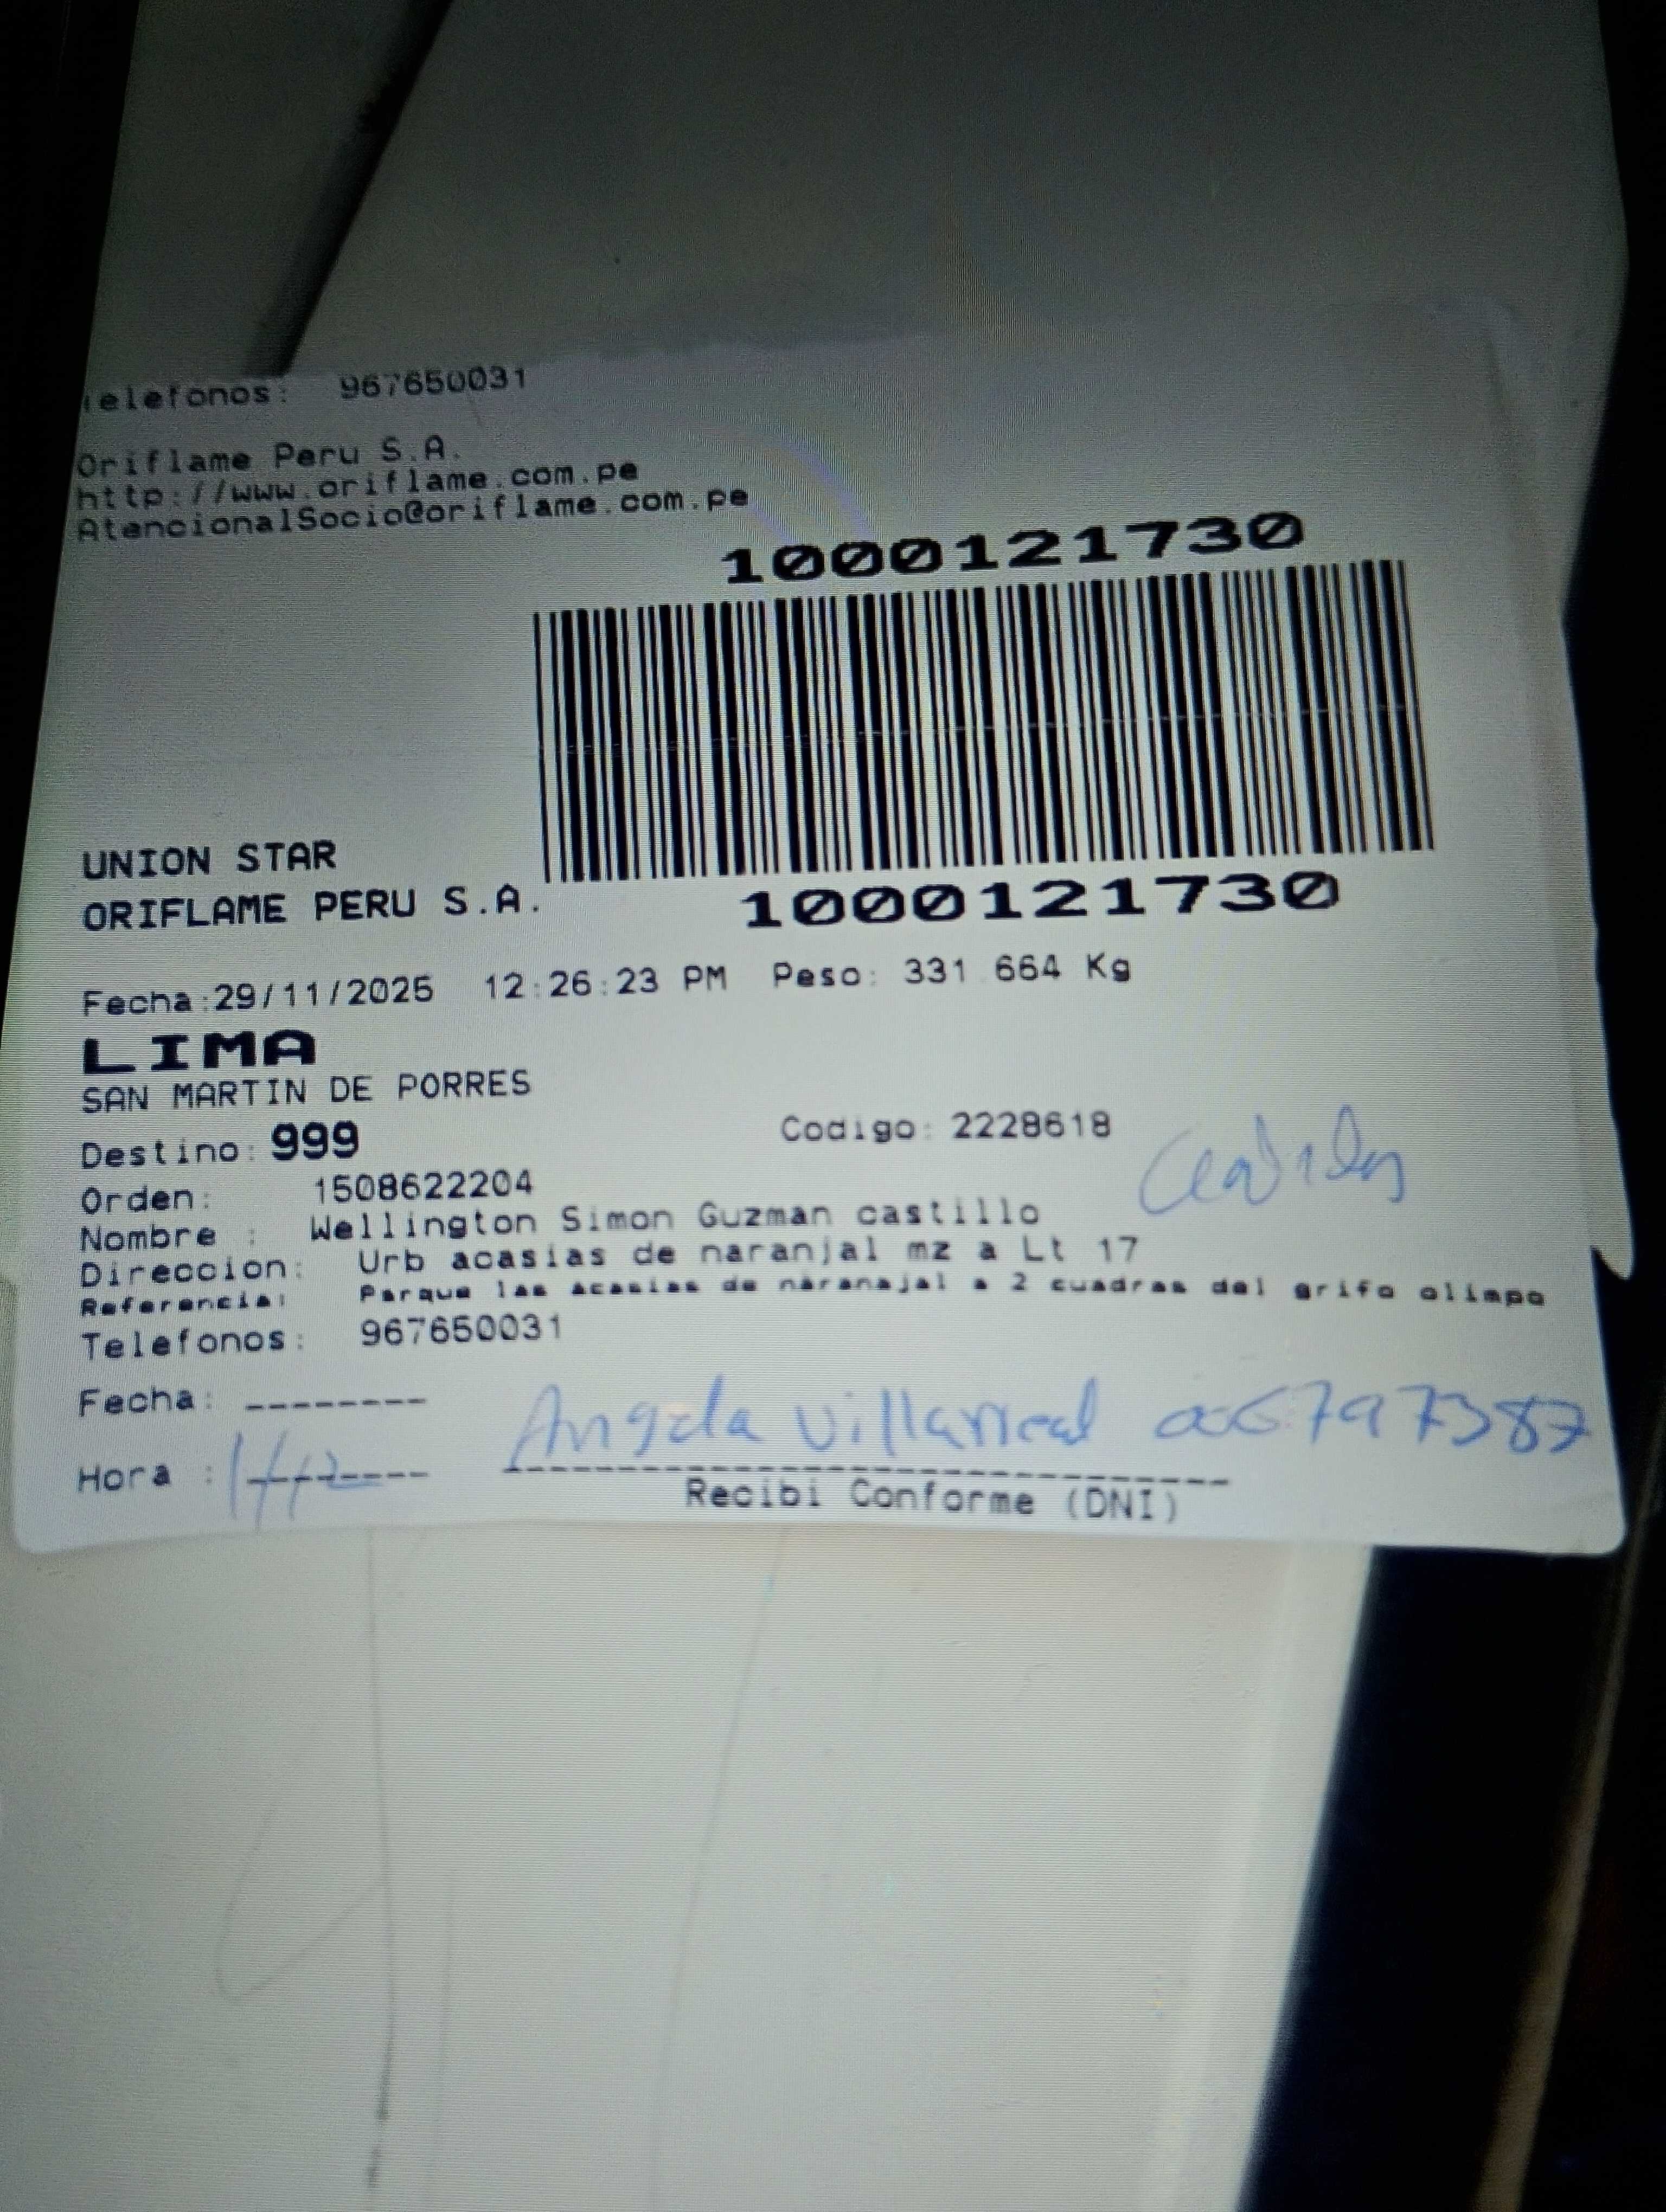 Telefonos: 967650031
Oriflame Peru S.A.
http://www.oriflame.com.pe
AtencionalSocio@oriflame.com.pe
1000121730
UNION STAR
ORIFLAME PERU S.A.
1000121730
Fecha:29/11/2025 12:26:23 PM Peso: 331.664 Kg
LIMA
SAN MARTIN DE PORRES
Destino: 999 Codigo: 2228618
Orden: 1508622204
Nombre : Wellington Simon Guzman castillo
Direccion: Urb acasias de naranjal mz a Lt 17
Referencia: Parque las acasias de naranajal a 2 cuadras del grifo olimpo
Telefonos: 967650031
Fecha: --------
Angela Villarreal
Hora : --------
Recibi Conforme (DNI)